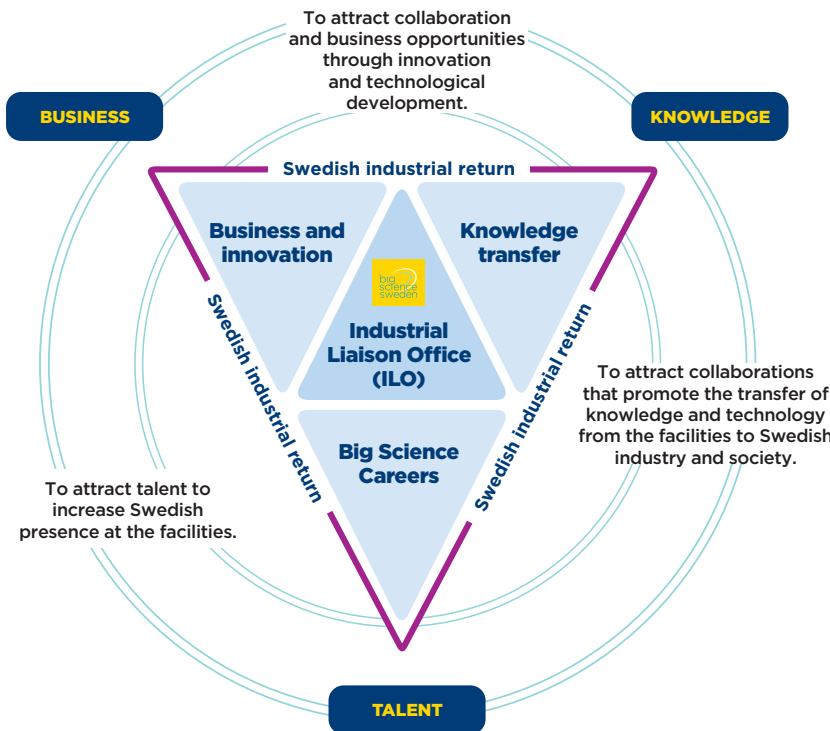 To attract collaboration
and business opportunities
through innovation
and technological
development.
BUSINESS
KNOWLEDGE
Swedish industrial return
Business and
innovation
Knowledge
transfer
big
science
sweden
Industrial
Liaison Office
(ILO)
Swedish industrial return
Swedish industrial return
To attract collaborations
that promote the transfer of
knowledge and technology
from the facilities to Swedish
industry and society.
Big Science
Careers
To attract talent to
increase Swedish
presence at the facilities.
TALENT